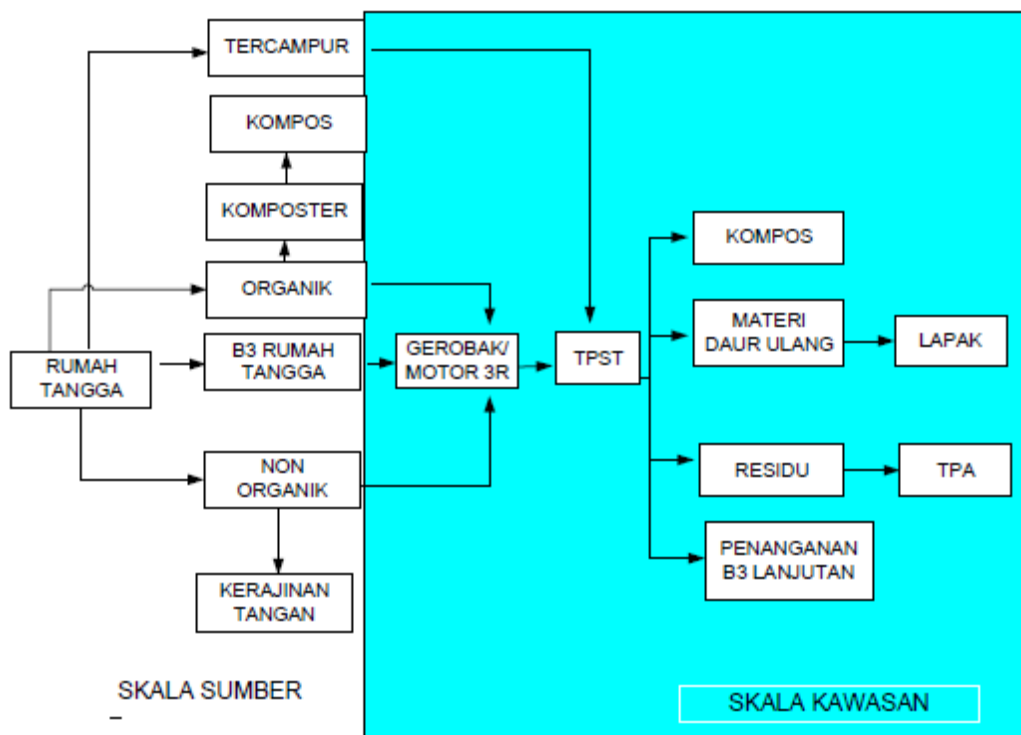 TERCAMPUR
KOMPOS
KOMPOSTER
ORGANIK
B3 RUMAH
TANGGA
RUMAH
TANGGA
NON
ORGANIK
KERAJINAN
TANGAN
SKALA SUMBER
GEROBAK/
MOTOR 3R
TPST
KOMPOS
MATERI
DAUR ULANG
LAPAK
RESIDU
TPA
PENANGANAN
B3 LANJUTAN
SKALA KAWASAN